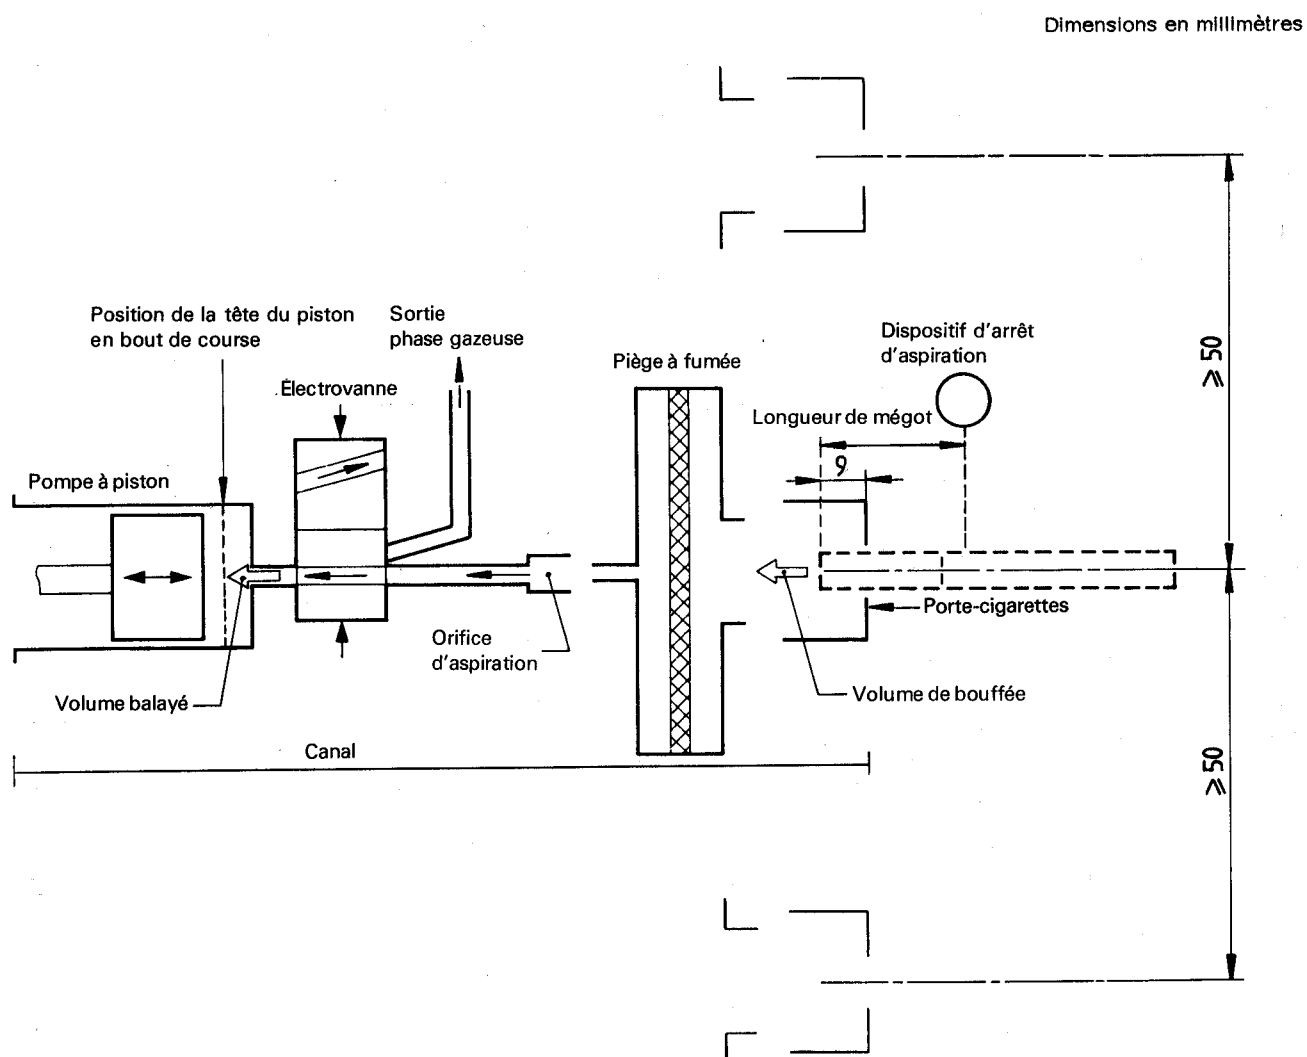 Dimensions en millimètres
Position de la tête du piston
en bout de course
Sortie
phase gazeuse
Électrovanne
Pompe à piston
Piège à fumée
Dispositif d'arrêt
d'aspiration
Longueur de mégot
9
⩾ 50
Porte-cigarettes
Orifice
d'aspiration
Volume balayé
Volume de bouffée
Canal
⩾ 50